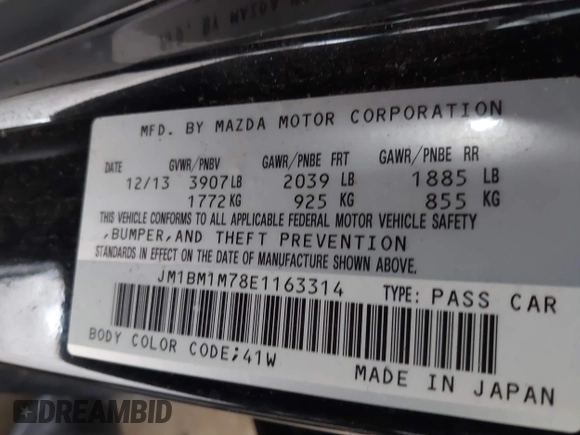 MFD. BY MAZDA MOTOR CORPORATION
DATE GVWR/PNBV GAWR/PNBE FRT GAWR/PNBE RR
12/13 3907LB 2039 LB 1885 LB
1772KG 925 KG 855 KG
THIS VEHICLE CONFORMS TO ALL APPLICABLE FEDERAL MOTOR VEHICLE SAFETY
,BUMPER,AND THEFT PREVENTION
STANDARDS IN EFFECT ON THE DATE OF MANUFACTURE SHOWN ABOVE.
JM1BM1M78E1163314 TYPE: PASS CAR
BODY COLOR CODE;41W
MADE IN JAPAN
DREAMBID